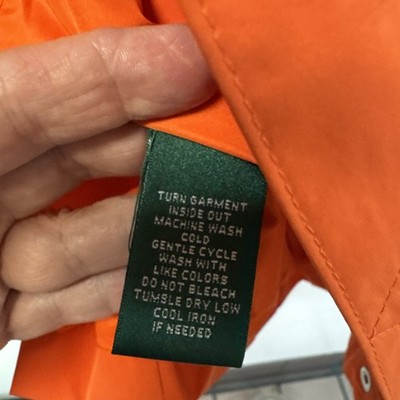 TURN GARMENT
INSIDE OUT
MACHINE WASH
COLD
GENTLE CYCLE
WASH WITH
LIKE COLORS
DO NOT BLEACH
TUMBLE DRY LOW
COOL IRON
IF NEEDED